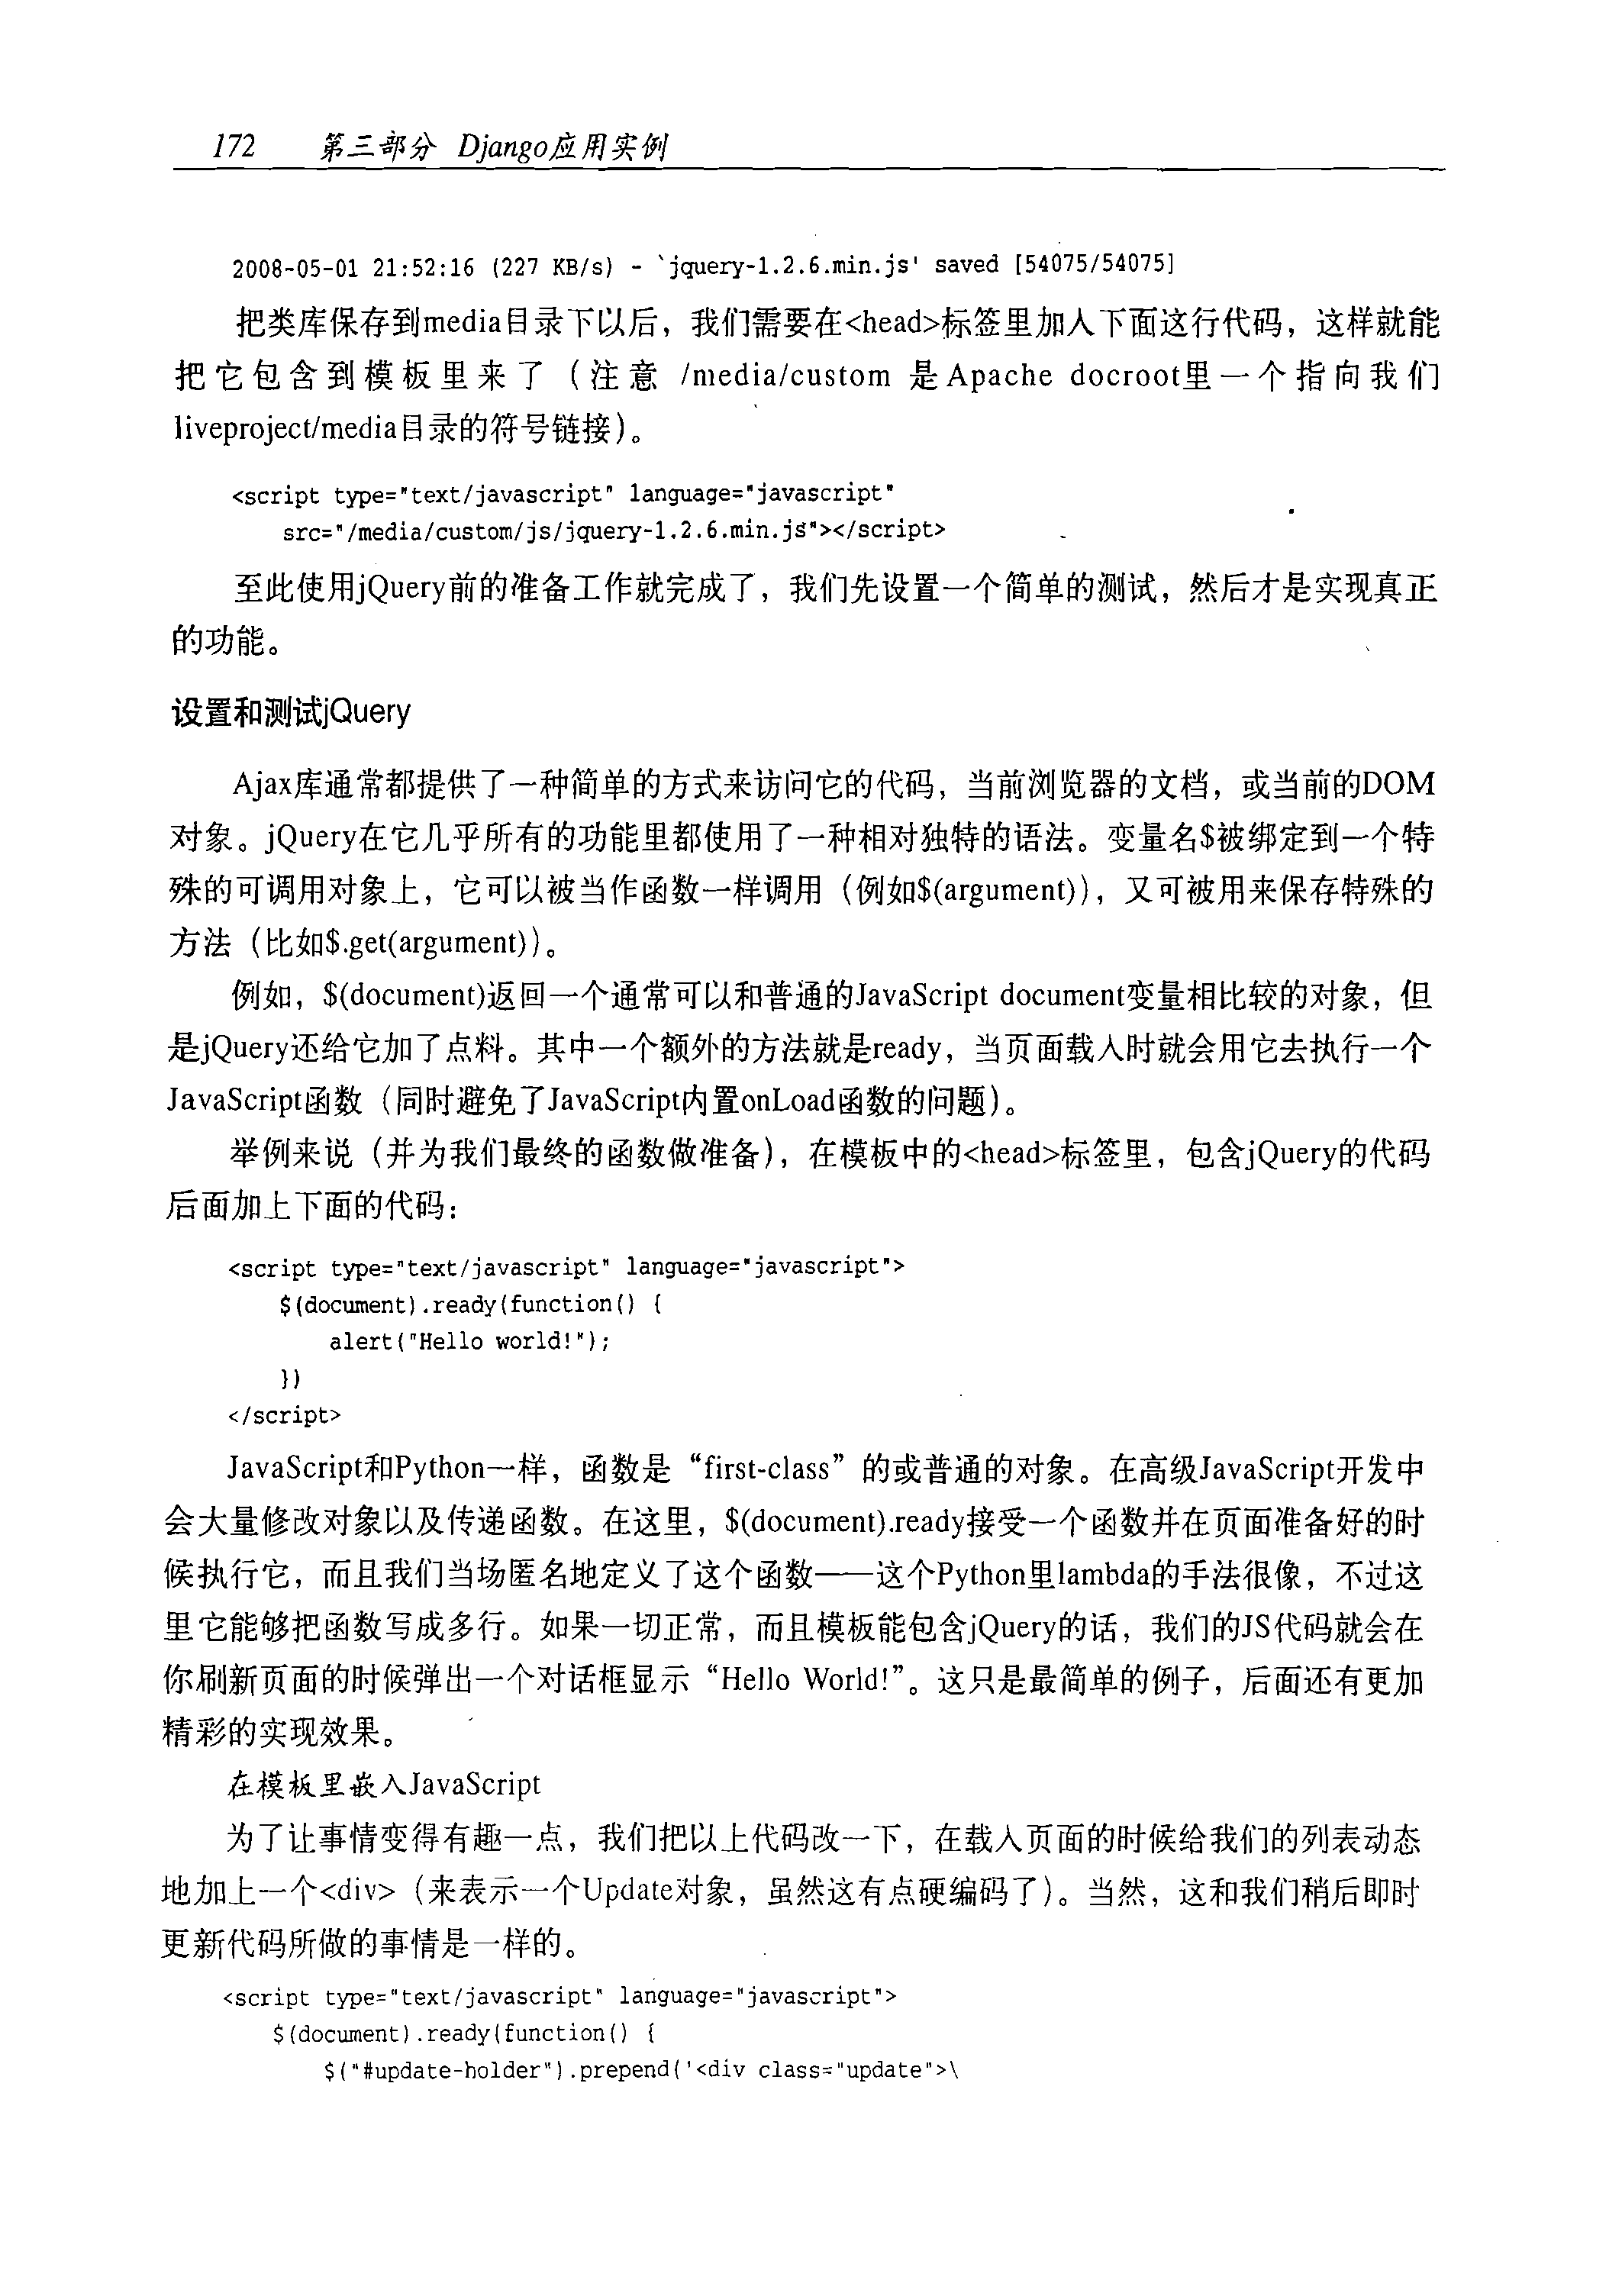 172 第三部分 Django应用实例
2008-05-01 21:52:16 (227 KB/s) - `jquery-1.2.6.min.js' saved [54075/54075]
把类库保存到media目录下以后，我们需要在<head>标签里加入下面这行代码，这样就能
把它包含到模板里来了（注意 /media/custom 是Apache docroot里一个指向我们
liveproject/media目录的符号链接）。
<script type="text/javascript" language="javascript"
src="/media/custom/js/jquery-1.2.6.min.js"></script>
至此使用jQuery前的准备工作就完成了，我们先设置一个简单的测试，然后才是实现真正
的功能。
设置和测试jQuery
Ajax库通常都提供了一种简单的方式来访问它的代码，当前浏览器的文档，或当前的DOM
对象。jQuery在它几乎所有的功能里都使用了一种相对独特的语法。变量名$被绑定到一个特
殊的可调用对象上，它可以被当作函数一样调用（例如$(argument)），又可被用来保存特殊的
方法（比如$.get(argument)）。
例如，$(document)返回一个通常可以和普通的JavaScript document变量相比较的对象，但
是jQuery还给它加了点料。其中一个额外的方法就是ready，当页面载入时就会用它去执行一个
JavaScript函数（同时避免了JavaScript内置onLoad函数的问题）。
举例来说（并为我们最终的函数做准备），在模板中的<head>标签里，包含jQuery的代码
后面加上下面的代码：
<script type="text/javascript" language="javascript">
$(document).ready(function() {
alert("Hello world!");
})
</script>
JavaScript和Python一样，函数是“first-class”的或普通的对象。在高级JavaScript开发中
会大量修改对象以及传递函数。在这里，$(document).ready接受一个函数并在页面准备好的时
候执行它，而且我们当场匿名地定义了这个函数——这个Python里lambda的手法很像，不过这
里它能够把函数写成多行。如果一切正常，而且模板能包含jQuery的话，我们的JS代码就会在
你刷新页面的时候弹出一个对话框显示“Hello World!”。这只是最简单的例子，后面还有更加
精彩的实现效果。
在模板里嵌入JavaScript
为了让事情变得有趣一点，我们把以上代码改一下，在载入页面的时候给我们的列表动态
地加上一个<div>（来表示一个Update对象，虽然这有点硬编码了）。当然，这和我们稍后即时
更新代码所做的事情是一样的。
<script type="text/javascript" language="javascript">
$(document).ready(function() {
$("#update-holder").prepend('<div class="update">\